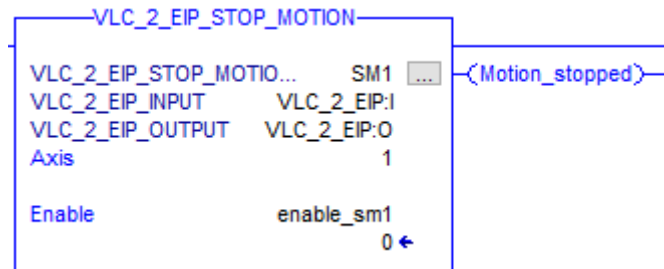 VLC_2_EIP_STOP_MOTION
VLC_2_EIP_STOP_MOTIO... SM1 ... (Motion_stopped)
VLC_2_EIP_INPUT VLC_2_EIP:I
VLC_2_EIP_OUTPUT VLC_2_EIP:O
Axis 1
Enable enable_sm1
0